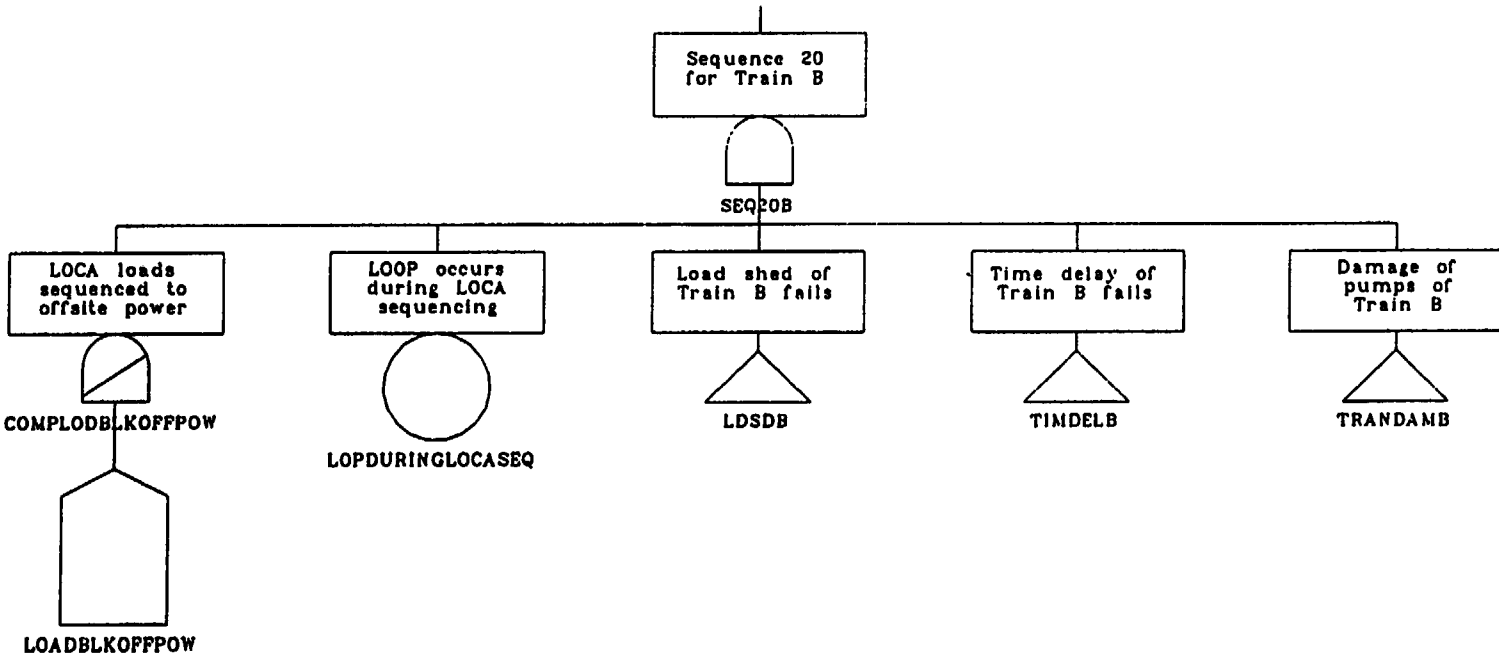 Sequence 20
for Train B
SEQ20B
LOCA loads
sequenced to
offsite power
LOOP occurs
during LOCA
sequencing
Load shed of
Train B fails
Time delay of
Train B fails
Damage of
pumps of
Train B
COMPLODBLKOFFPOW
LOPDURINGLOCASEQ
LDSDB
TIMDELB
TRANDAMB
LOADBLKOFFPOW